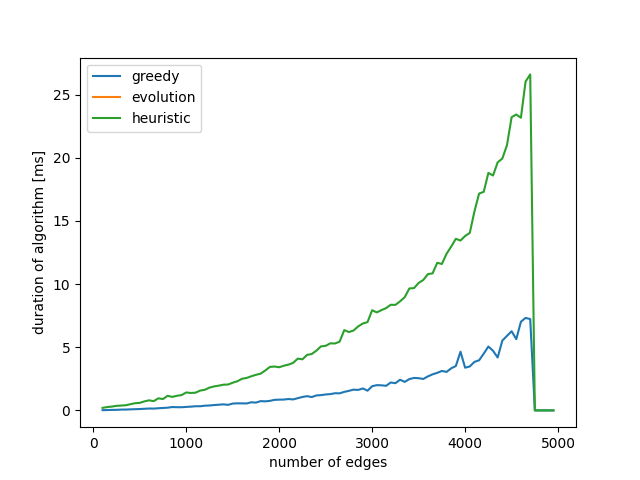 greedy
evolution
heuristic
duration of algorithm [ms]
25
20
15
10
5
0
0 1000 2000 3000 4000 5000
number of edges